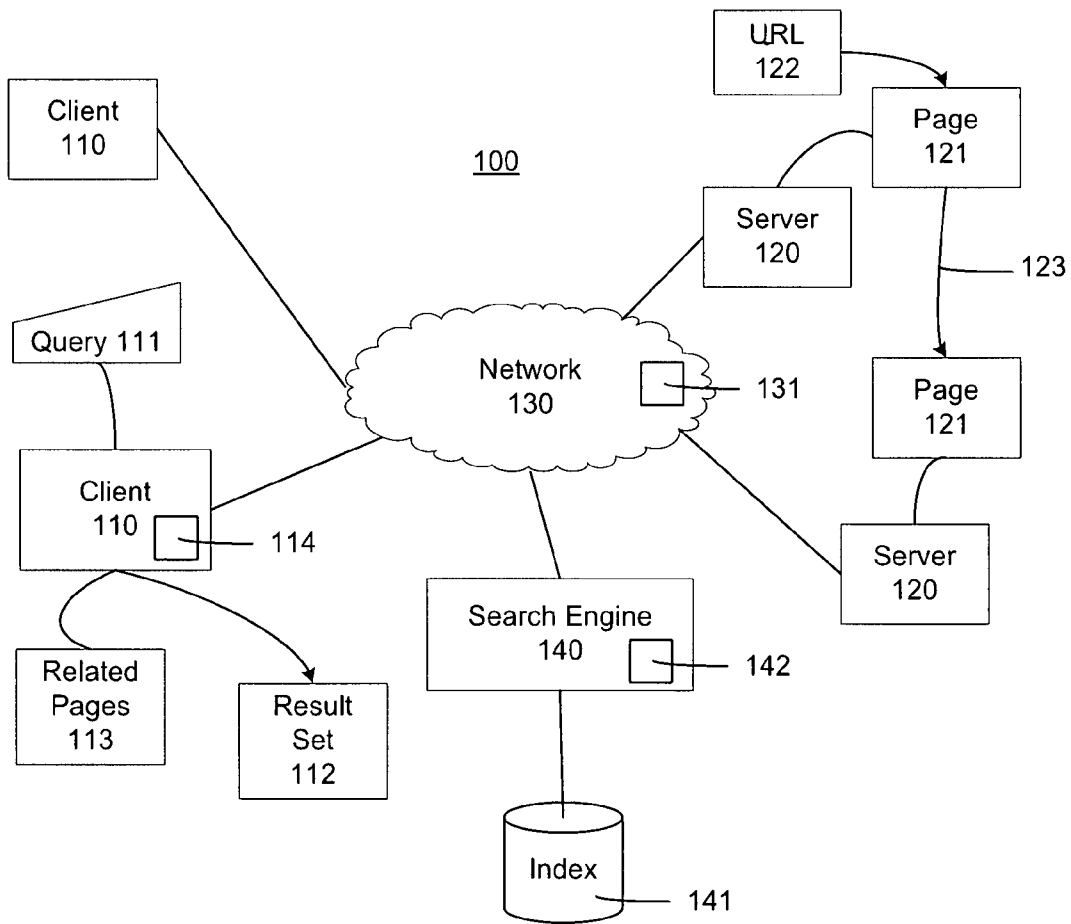 URL
122
Client
110
Page
121
100
Server
120
123
Query 111
Network
130
131
Page
121
Client
110
114
Server
120
Search Engine
140
142
Related
Pages
113
Result
Set
112
Index
141